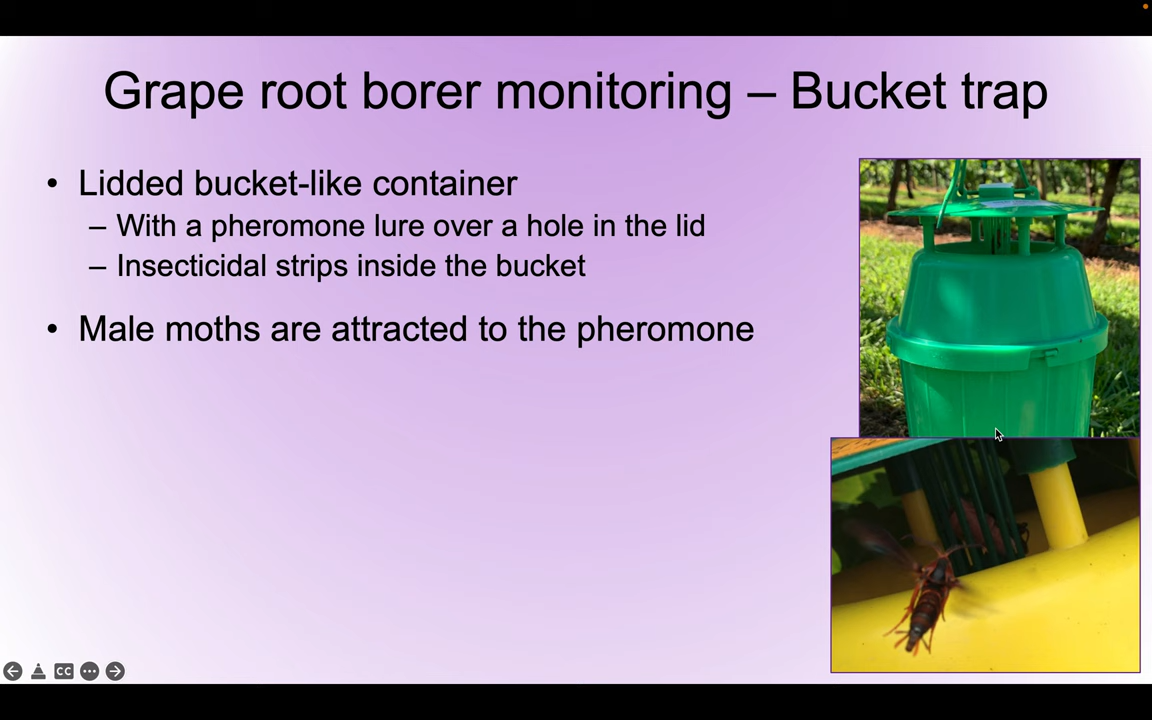 Grape root borer monitoring – Bucket trap
• Lidded bucket-like container
– With a pheromone lure over a hole in the lid
– Insecticidal strips inside the bucket
• Male moths are attracted to the pheromone
CC